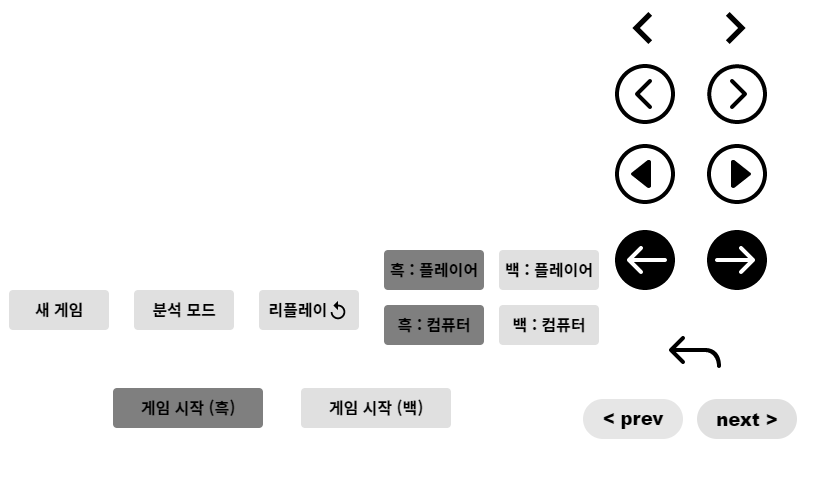 흑 : 플레이어
백 : 플레이어
새 게임
분석 모드
리플레이
흑 : 컴퓨터
백 : 컴퓨터
게임 시작 (흑)
게임 시작 (백)
< prev
next >